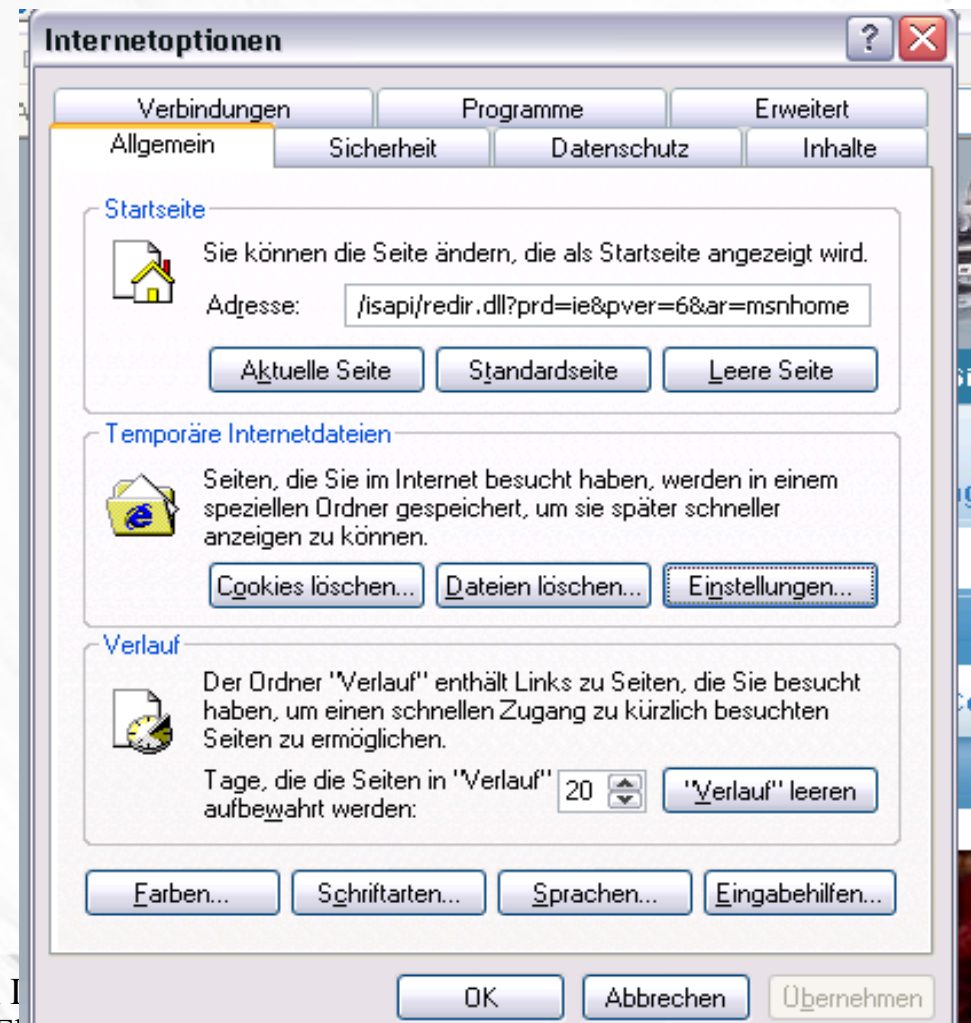 Internetoptionen
Verbindungen Programme Erweitert
Allgemein Sicherheit Datenschutz Inhalte
Startseite
Sie können die Seite ändern, die als Startseite angezeigt wird.
Adresse: /isapi/redir.dll?prd=ie&pver=6&ar=msnhome
Aktuelle Seite Standardseite Leere Seite
Temporäre Internetdateien
Seiten, die Sie im Internet besucht haben, werden in einem
speziellen Ordner gespeichert, um sie später schneller
anzeigen zu können.
Cookies löschen... Dateien löschen... Einstellungen...
Verlauf
Der Ordner "Verlauf" enthält Links zu Seiten, die Sie besucht
haben, um einen schnellen Zugang zu kürzlich besuchten
Seiten zu ermöglichen.
Tage, die die Seiten in "Verlauf"
aufbewahrt werden: 20 "Verlauf" leeren
Farben... Schriftarten... Sprachen... Eingabehilfen...
OK Abbrechen Übernehmen